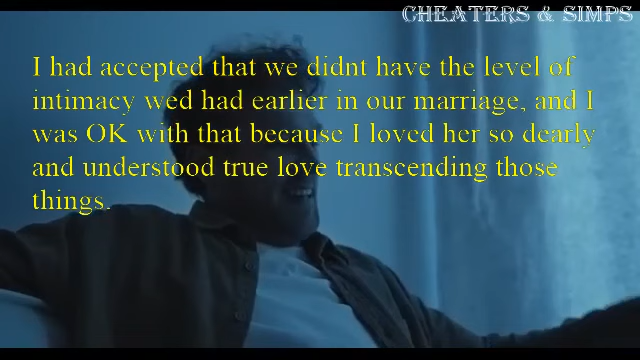 CHEATERS & SIMPS
I had accepted that we didnt have the level of
intimacy wed had earlier in our marriage, and I
was OK with that because I loved her so dearly
and understood true love transcending those
things.